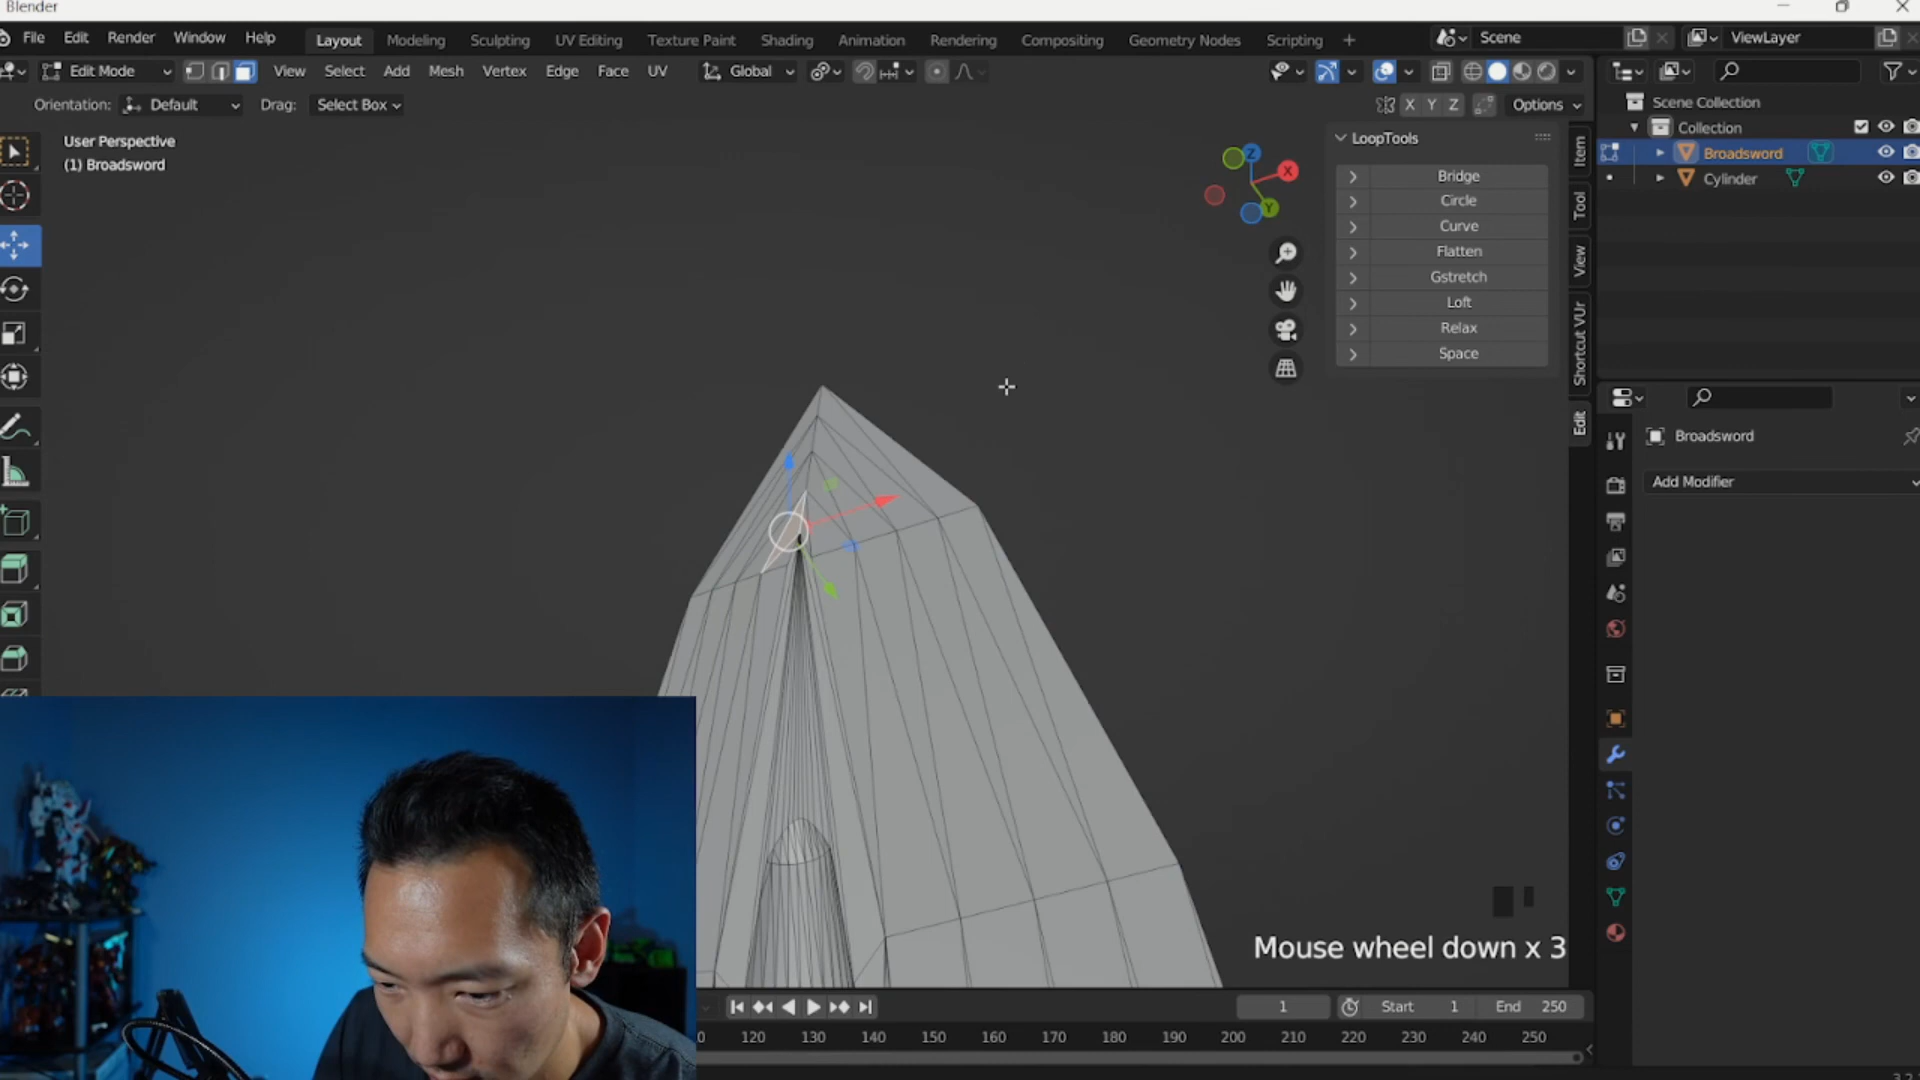 Blender
File Edit Render Window Help Layout Modeling Sculpting UV Editing Texture Paint Shading Animation Rendering Compositing Geometry Nodes Scripting + Scene ViewLayer
Edit Mode View Select Add Mesh Vertex Edge Face UV Global
Orientation: Default Drag: Select Box X Y Z Options
Scene Collection
Collection
Broadsword
Cylinder
User Perspective
(1) Broadsword
Z
X
Y
LoopTools
Bridge
Circle
Curve
Flatten
Gstretch
Loft
Relax
Space
Item
Tool
View
Shortcut VUr
Edit
Broadsword
Add Modifier
Mouse wheel down x 3
1 Start 1 End 250
120 130 140 150 160 170 180 190 200 210 220 230 240 250